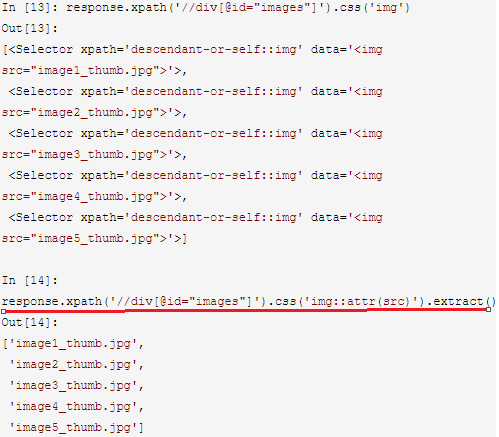 In [13]: response.xpath('//div[@id="images"]').css('img')
Out[13]:
[<Selector xpath='descendant-or-self::img' data='<img
src="image1_thumb.jpg">'>,
 <Selector xpath='descendant-or-self::img' data='<img
src="image2_thumb.jpg">'>,
 <Selector xpath='descendant-or-self::img' data='<img
src="image3_thumb.jpg">'>,
 <Selector xpath='descendant-or-self::img' data='<img
src="image4_thumb.jpg">'>,
 <Selector xpath='descendant-or-self::img' data='<img
src="image5_thumb.jpg">'>]
In [14]:
response.xpath('//div[@id="images"]').css('img::attr(src)').extract()
Out[14]:
['image1_thumb.jpg',
 'image2_thumb.jpg',
 'image3_thumb.jpg',
 'image4_thumb.jpg',
 'image5_thumb.jpg']